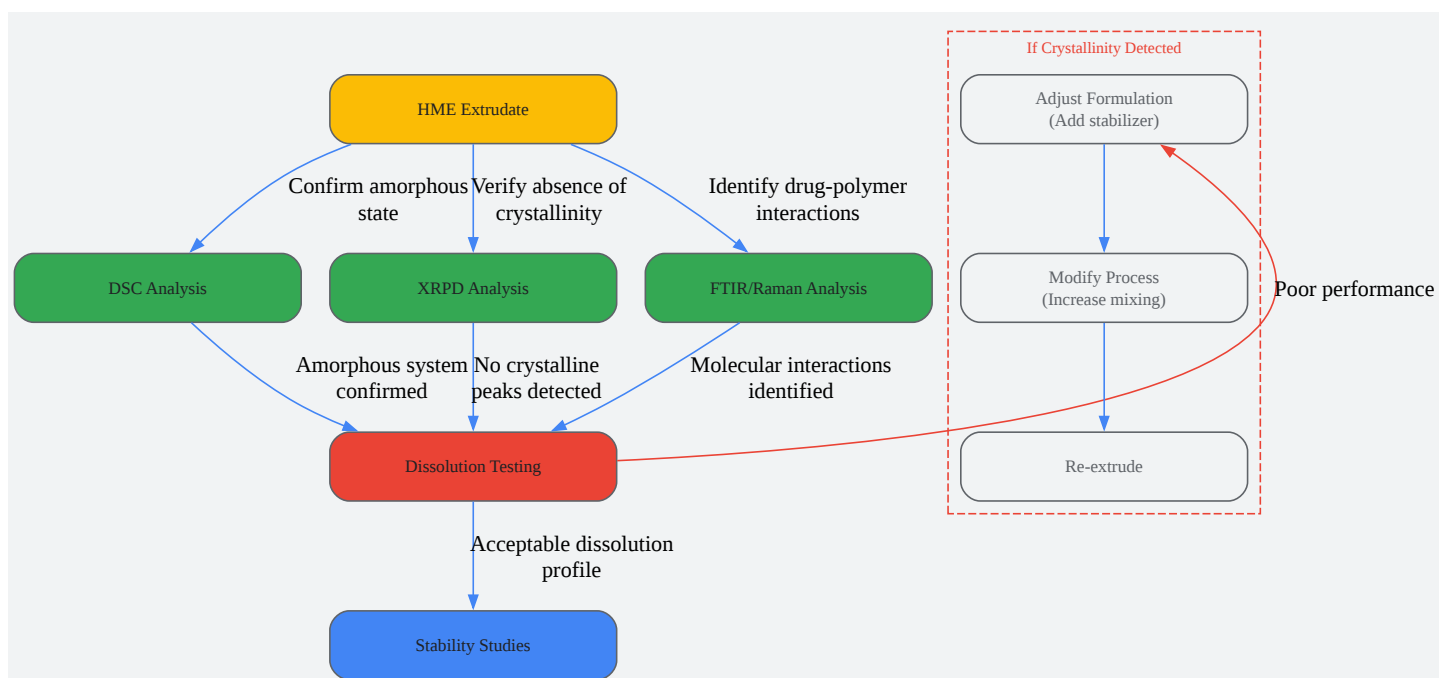 If Crystallinity Detected
HME Extrudate
Adjust Formulation
(Add stabilizer)
Confirm amorphous
state
Verify absence of
crystallinity
Identify drug-polymer
interactions
DSC Analysis
XRPD Analysis
FTIR/Raman Analysis
Modify Process
(Increase mixing)
Poor performance
Amorphous system
confirmed
No crystalline
peaks detected
Molecular interactions
identified
Dissolution Testing
Re-extrude
Acceptable dissolution
profile
Stability Studies